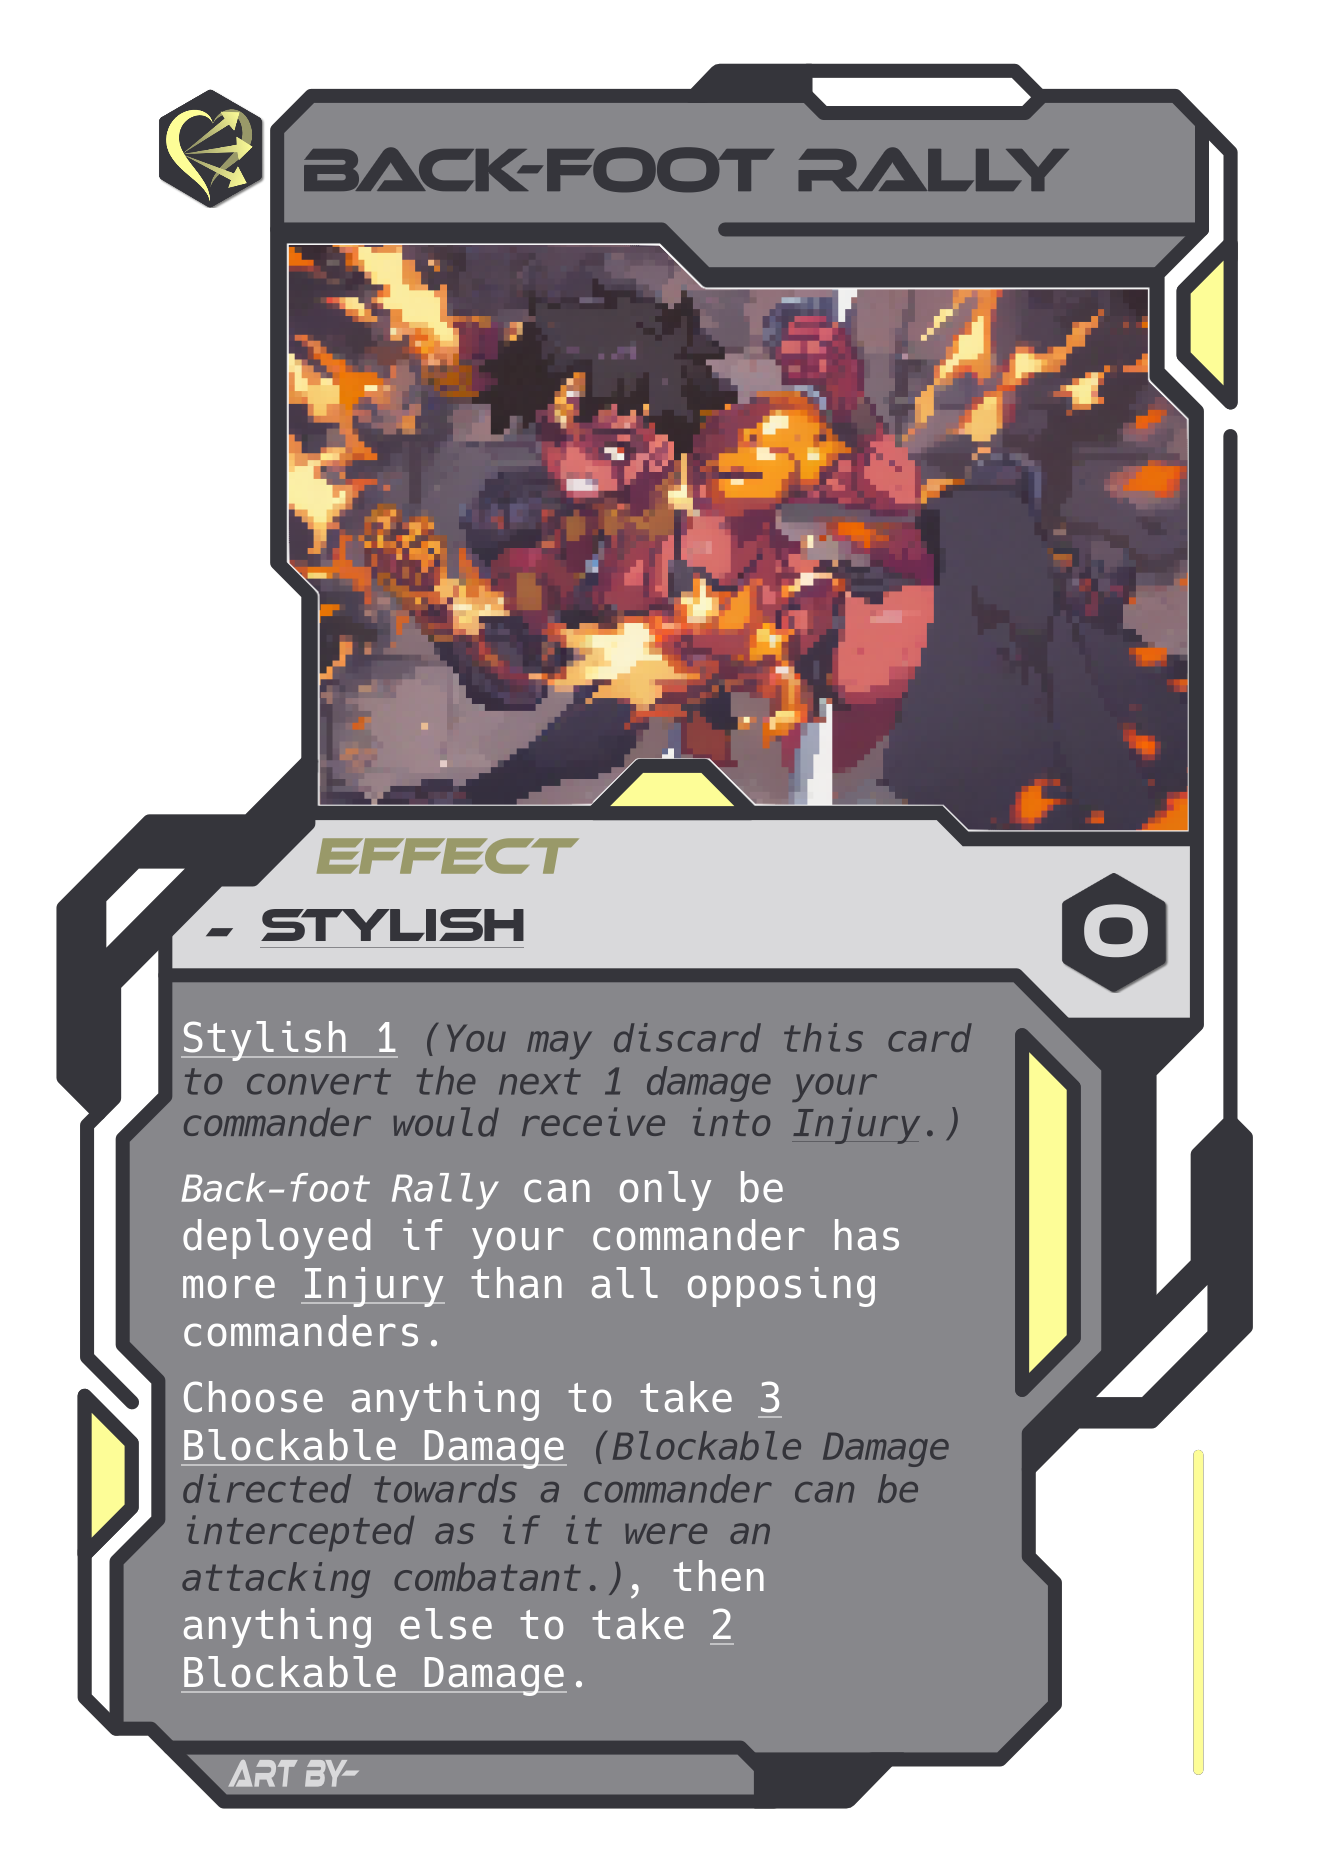 BACK-FOOT RALLY
EFFECT
- STYLISH
0
Stylish 1 (You may discard this card
to convert the next 1 damage your
commander would receive into Injury.)
Back-foot Rally can only be
deployed if your commander has
more Injury than all opposing
commanders.
Choose anything to take 3
Blockable Damage (Blockable Damage
directed towards a commander can be
intercepted as if it were an
attacking combatant.), then
anything else to take 2
Blockable Damage.
ART BY-